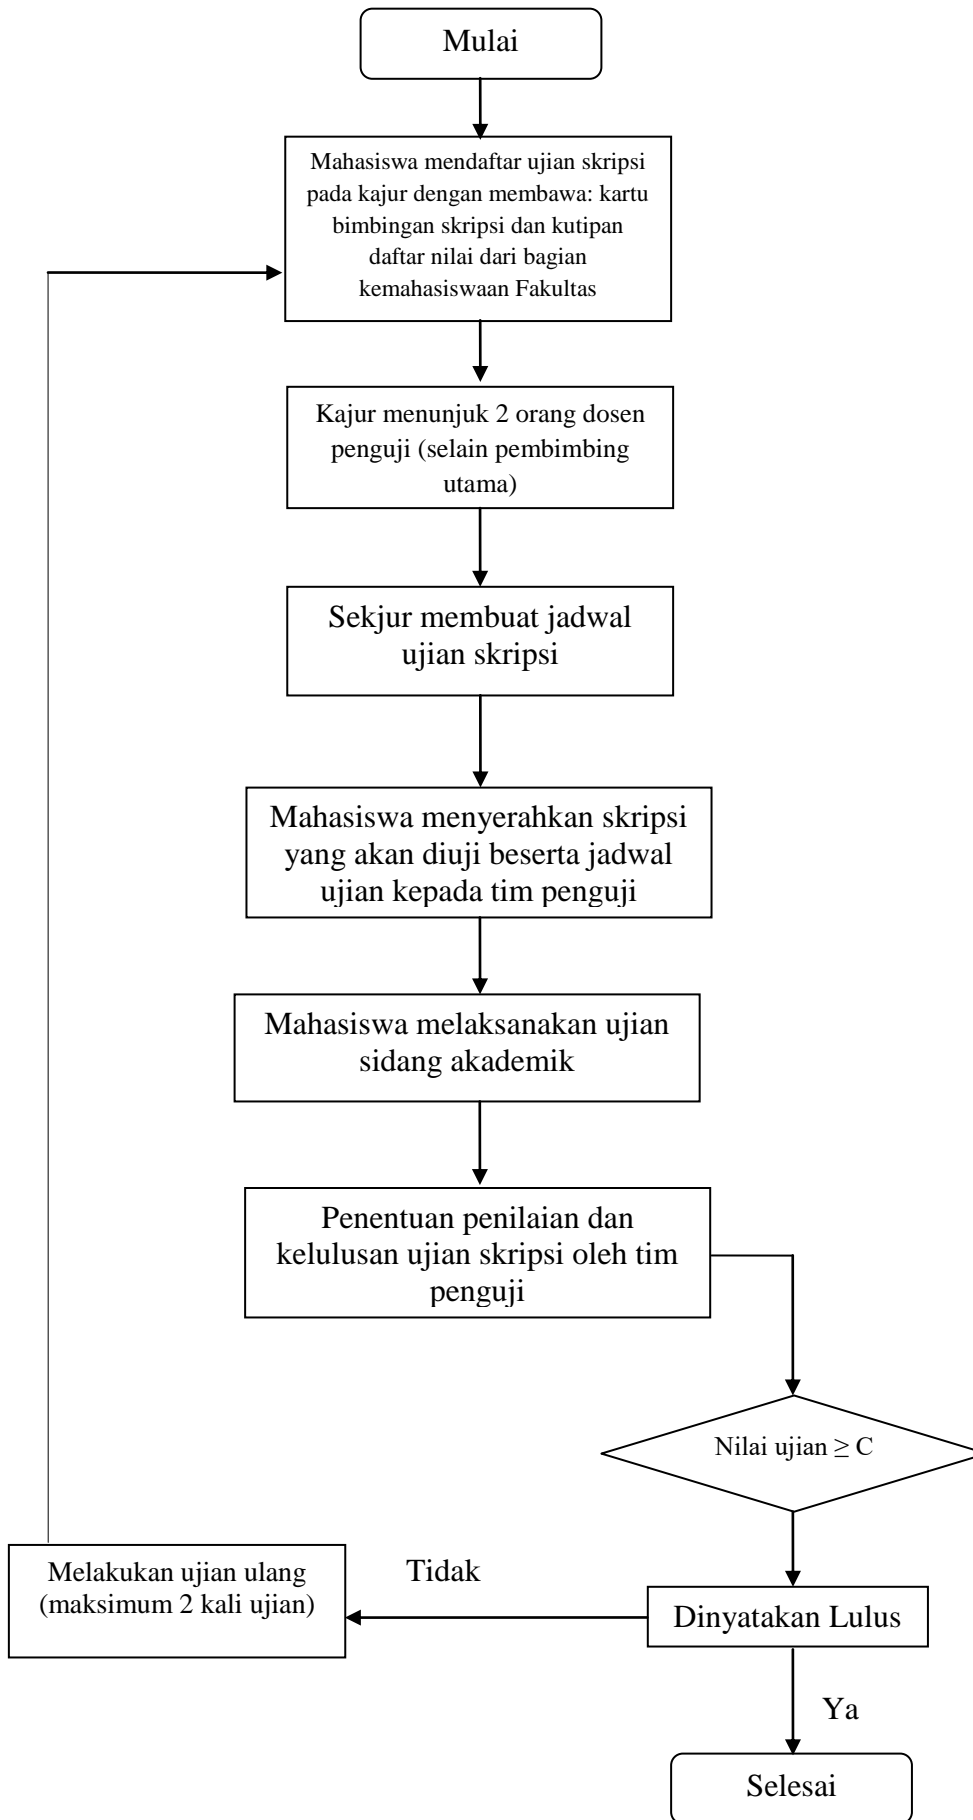 Mulai
Mahasiswa mendaftar ujian skripsi
pada kajur dengan membawa: kartu
bimbingan skripsi dan kutipan
daftar nilai dari bagian
kemahasiswaan Fakultas
Kajur menunjuk 2 orang dosen
penguji (selain pembimbing
utama)
Sekjur membuat jadwal
ujian skripsi
Mahasiswa menyerahkan skripsi
yang akan diuji beserta jadwal
ujian kepada tim penguji
Mahasiswa melaksanakan ujian
sidang akademik
Penentuan penilaian dan
kelulusan ujian skripsi oleh tim
penguji
Nilai ujian ≥ C
Melakukan ujian ulang
(maksimum 2 kali ujian)
Tidak
Dinyatakan Lulus
Ya
Selesai